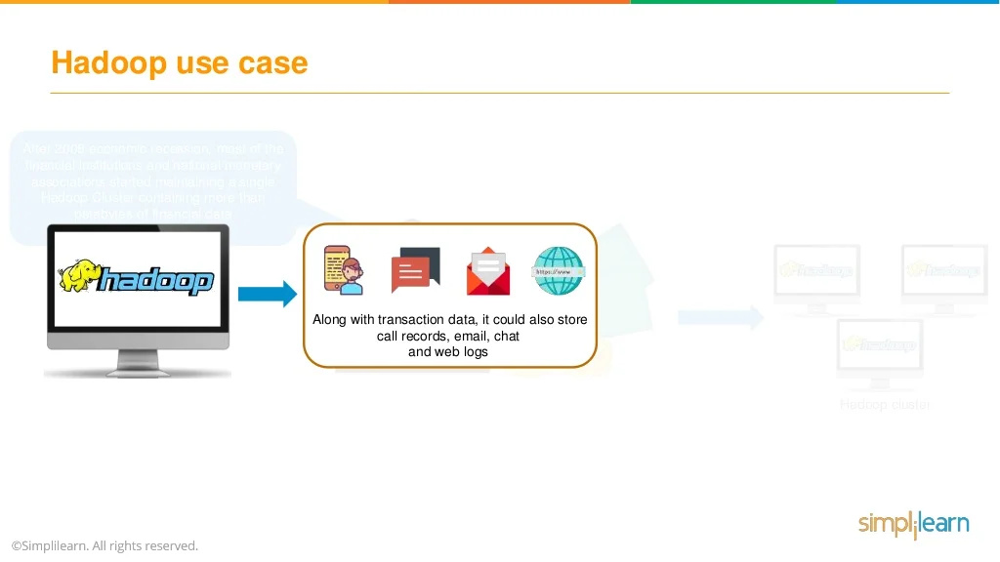 Hadoop use case
After 2008 economic recession, most of the
financial institutions and national monetary
associations started maintaining a single
Hadoop Cluster containing more than
petabytes of financial data
hadoop
https://www
Along with transaction data, it could also store
call records, email, chat
and web logs
hadoop
hadoop
hadoop
Hadoop cluster
simplilearn
©Simplilearn. All rights reserved.